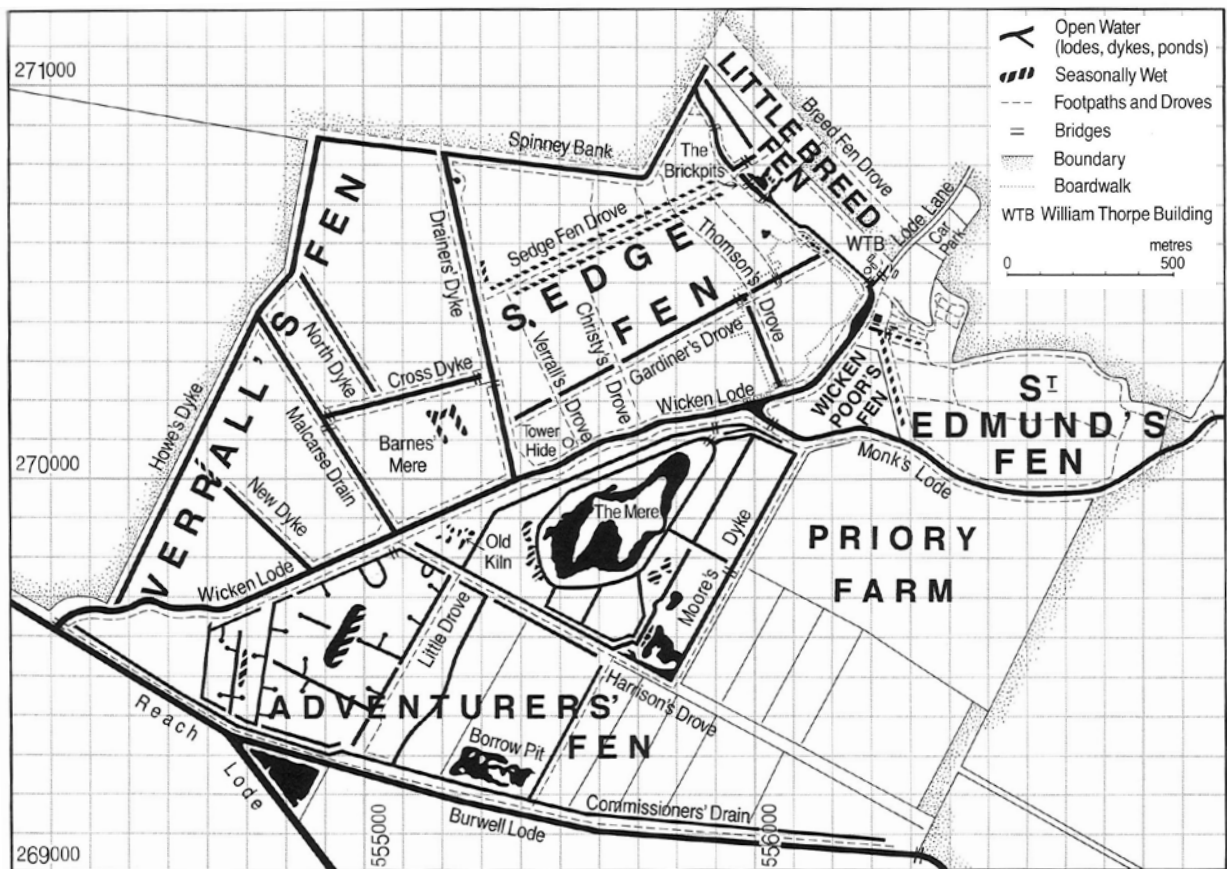 271000
Open Water
(lodes, dykes, ponds)
Seasonally Wet
Footpaths and Droves
Bridges
Boundary
Boardwalk
WTB William Thorpe Building
metres
0 500
LITTLE BREED
FEN
Breed Fen Drove
Spinney Bank
The
Brickpits
Lode Lane
Car
Park
WTB
VERRALL'S FEN
Drainers' Dyke
Sedge Fen Drove
SEDGE
FEN
Thomson's Drove
Verrall's Drove
Christy's Drove
Gardiner's Drove
North Dyke
Cross Dyke
Howe's Dyke
Malcarse Drain
Barnes'
Mere
Tower
Hide
Wicken Lode
WICKEN
POOR'S
FEN
ST
EDMUND'S
FEN
Monk's Lode
270000
New Dyke
Wicken Lode
Old
Kiln
The Mere
Moore's Dyke
PRIORY
FARM
Little Drove
Harrison's Drove
ADVENTURERS'
FEN
Reach Lode
Borrow Pit
Commissioners' Drain
Burwell Lode
269000
555000
556000